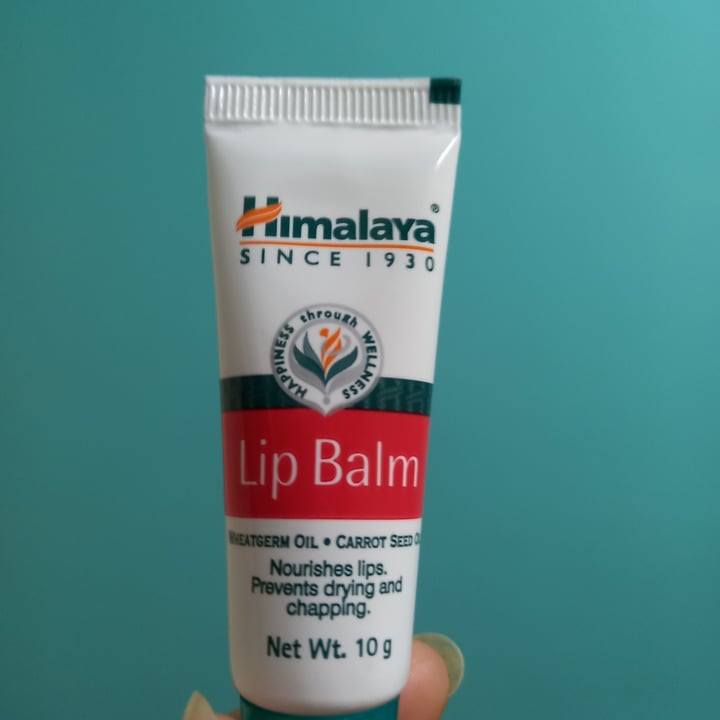 Himalaya®
SINCE 1930
HAPPINESS through WELLNESS
Lip Balm
WHEATGERM OIL • CARROT SEED
Nourishes lips.
Prevents drying and
chapping.
Net Wt. 10 g